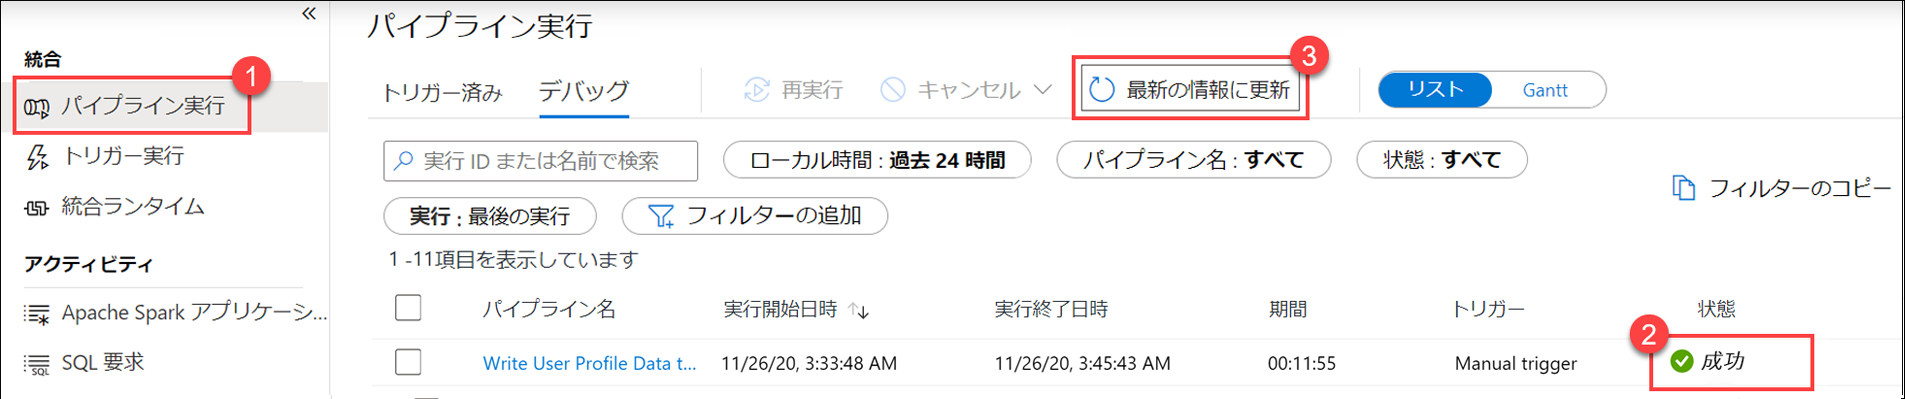 «
統合
1
パイプライン実行
トリガー実行
統合ランタイム
アクティビティ
Apache Spark アプリケーシ...
SQL 要求
パイプライン実行
トリガー済み デバッグ 再実行 キャンセル 最新の情報に更新 3 リスト Gantt
実行 ID または名前で検索 ローカル時間 : 過去 24 時間 パイプライン名 : すべて 状態 : すべて
フィルターのコピー
実行 : 最後の実行 フィルターの追加
1 -11項目を表示しています
パイプライン名 実行開始日時 ↑↓ 実行終了日時 期間 トリガー 状態
Write User Profile Data t... 11/26/20, 3:33:48 AM 11/26/20, 3:45:43 AM 00:11:55 Manual trigger 2 成功